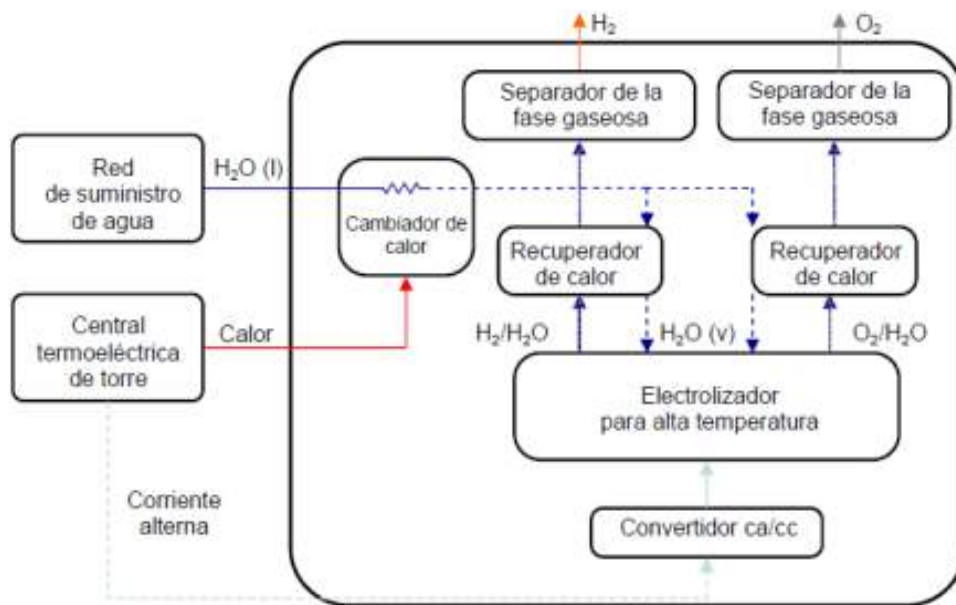 H₂
O₂
Separador de la
fase gaseosa
Separador de la
fase gaseosa
Red
de suministro
de agua
H₂O (l)
Cambiador de
calor
Recuperador
de calor
Recuperador
de calor
Central
termoeléctrica
de torre
Calor
H₂/H₂O
H₂O (v)
O₂/H₂O
Electrolizador
para alta temperatura
Corriente
alterna
Convertidor ca/cc